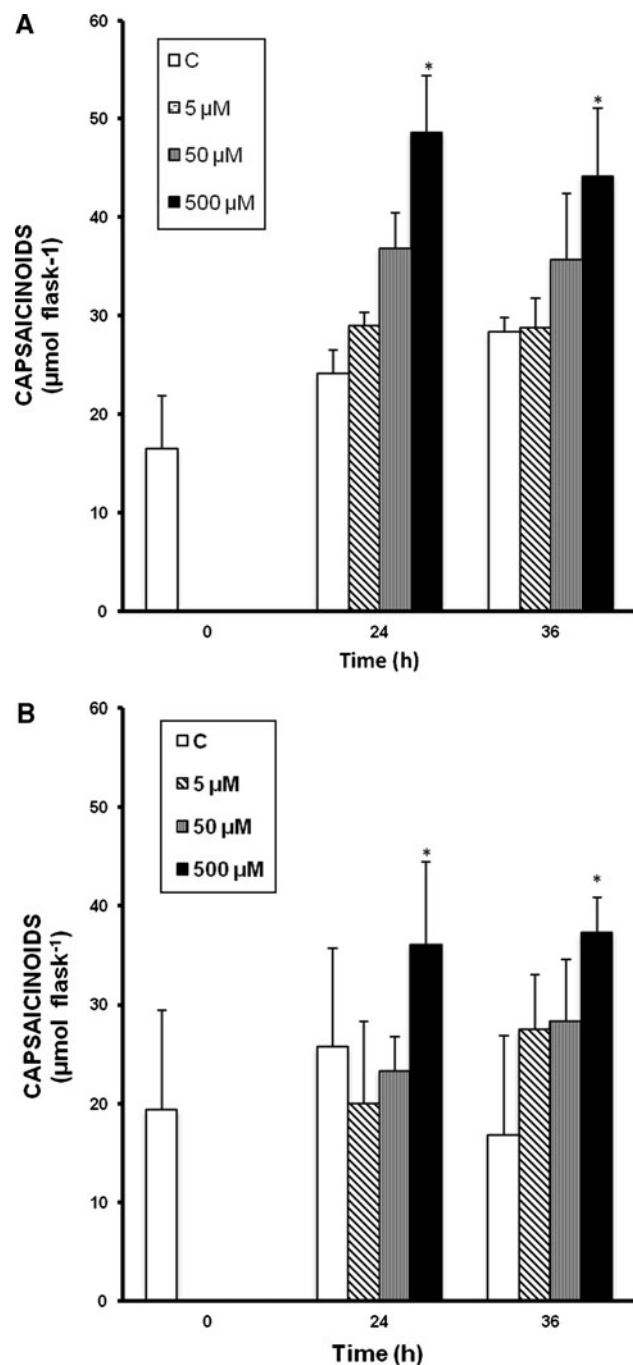 A
60
50
40
30
20
10
0
CAPSAICINOIDS
(µmol flask-1)
C
5 µM
50 µM
500 µM
*
*
0 24 36
Time (h)
B
60
50
40
30
20
10
0
CAPSAICINOIDS
(µmol flask⁻¹)
C
5 µM
50 µM
500 µM
*
*
0 24 36
Time (h)